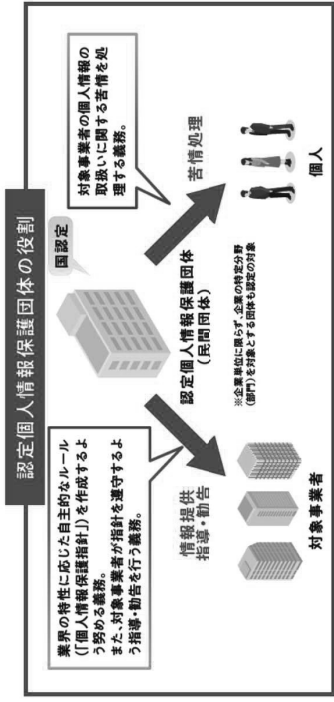 認定個人情報保護団体の役割
業界の特性に応じた自主的なルール
（「個人情報保護指針」）を作成するよ
う努める義務。
また、対象事業者が指針を遵守するよ
う指導・勧告を行う義務。
国認定
対象事業者の個人情報の
取扱いに関する苦情を処
理する義務。
認定個人情報保護団体
（民間団体）
情報提供
指導・勧告
苦情処理
※企業単位に限らず、企業の特定分野
（部門）を対象とする団体も認定の対象
対象事業者
個人